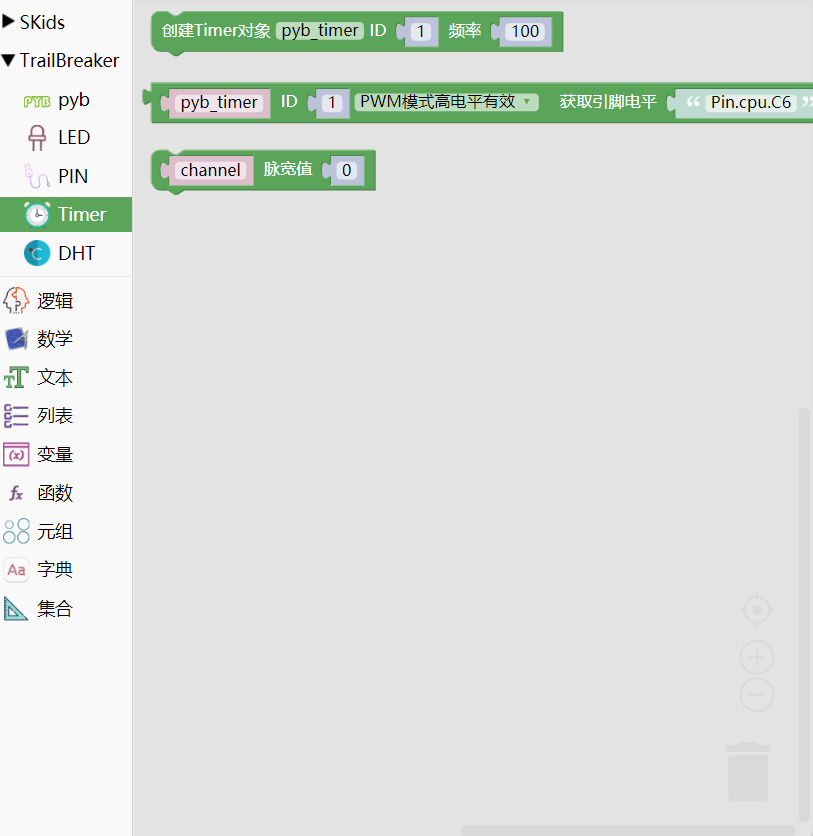 SKids
TrailBreaker
PYB pyb
LED
PIN
Timer
C DHT
逻辑
数学
TT 文本
列表
(x) 变量
fx 函数
元组
Aa 字典
集合
创建Timer对象 pyb_timer ID 1 频率 100
pyb_timer ID 1 PWM模式高电平有效 获取引脚电平 “ Pin.cpu.C6 ”
channel 脉宽值 0